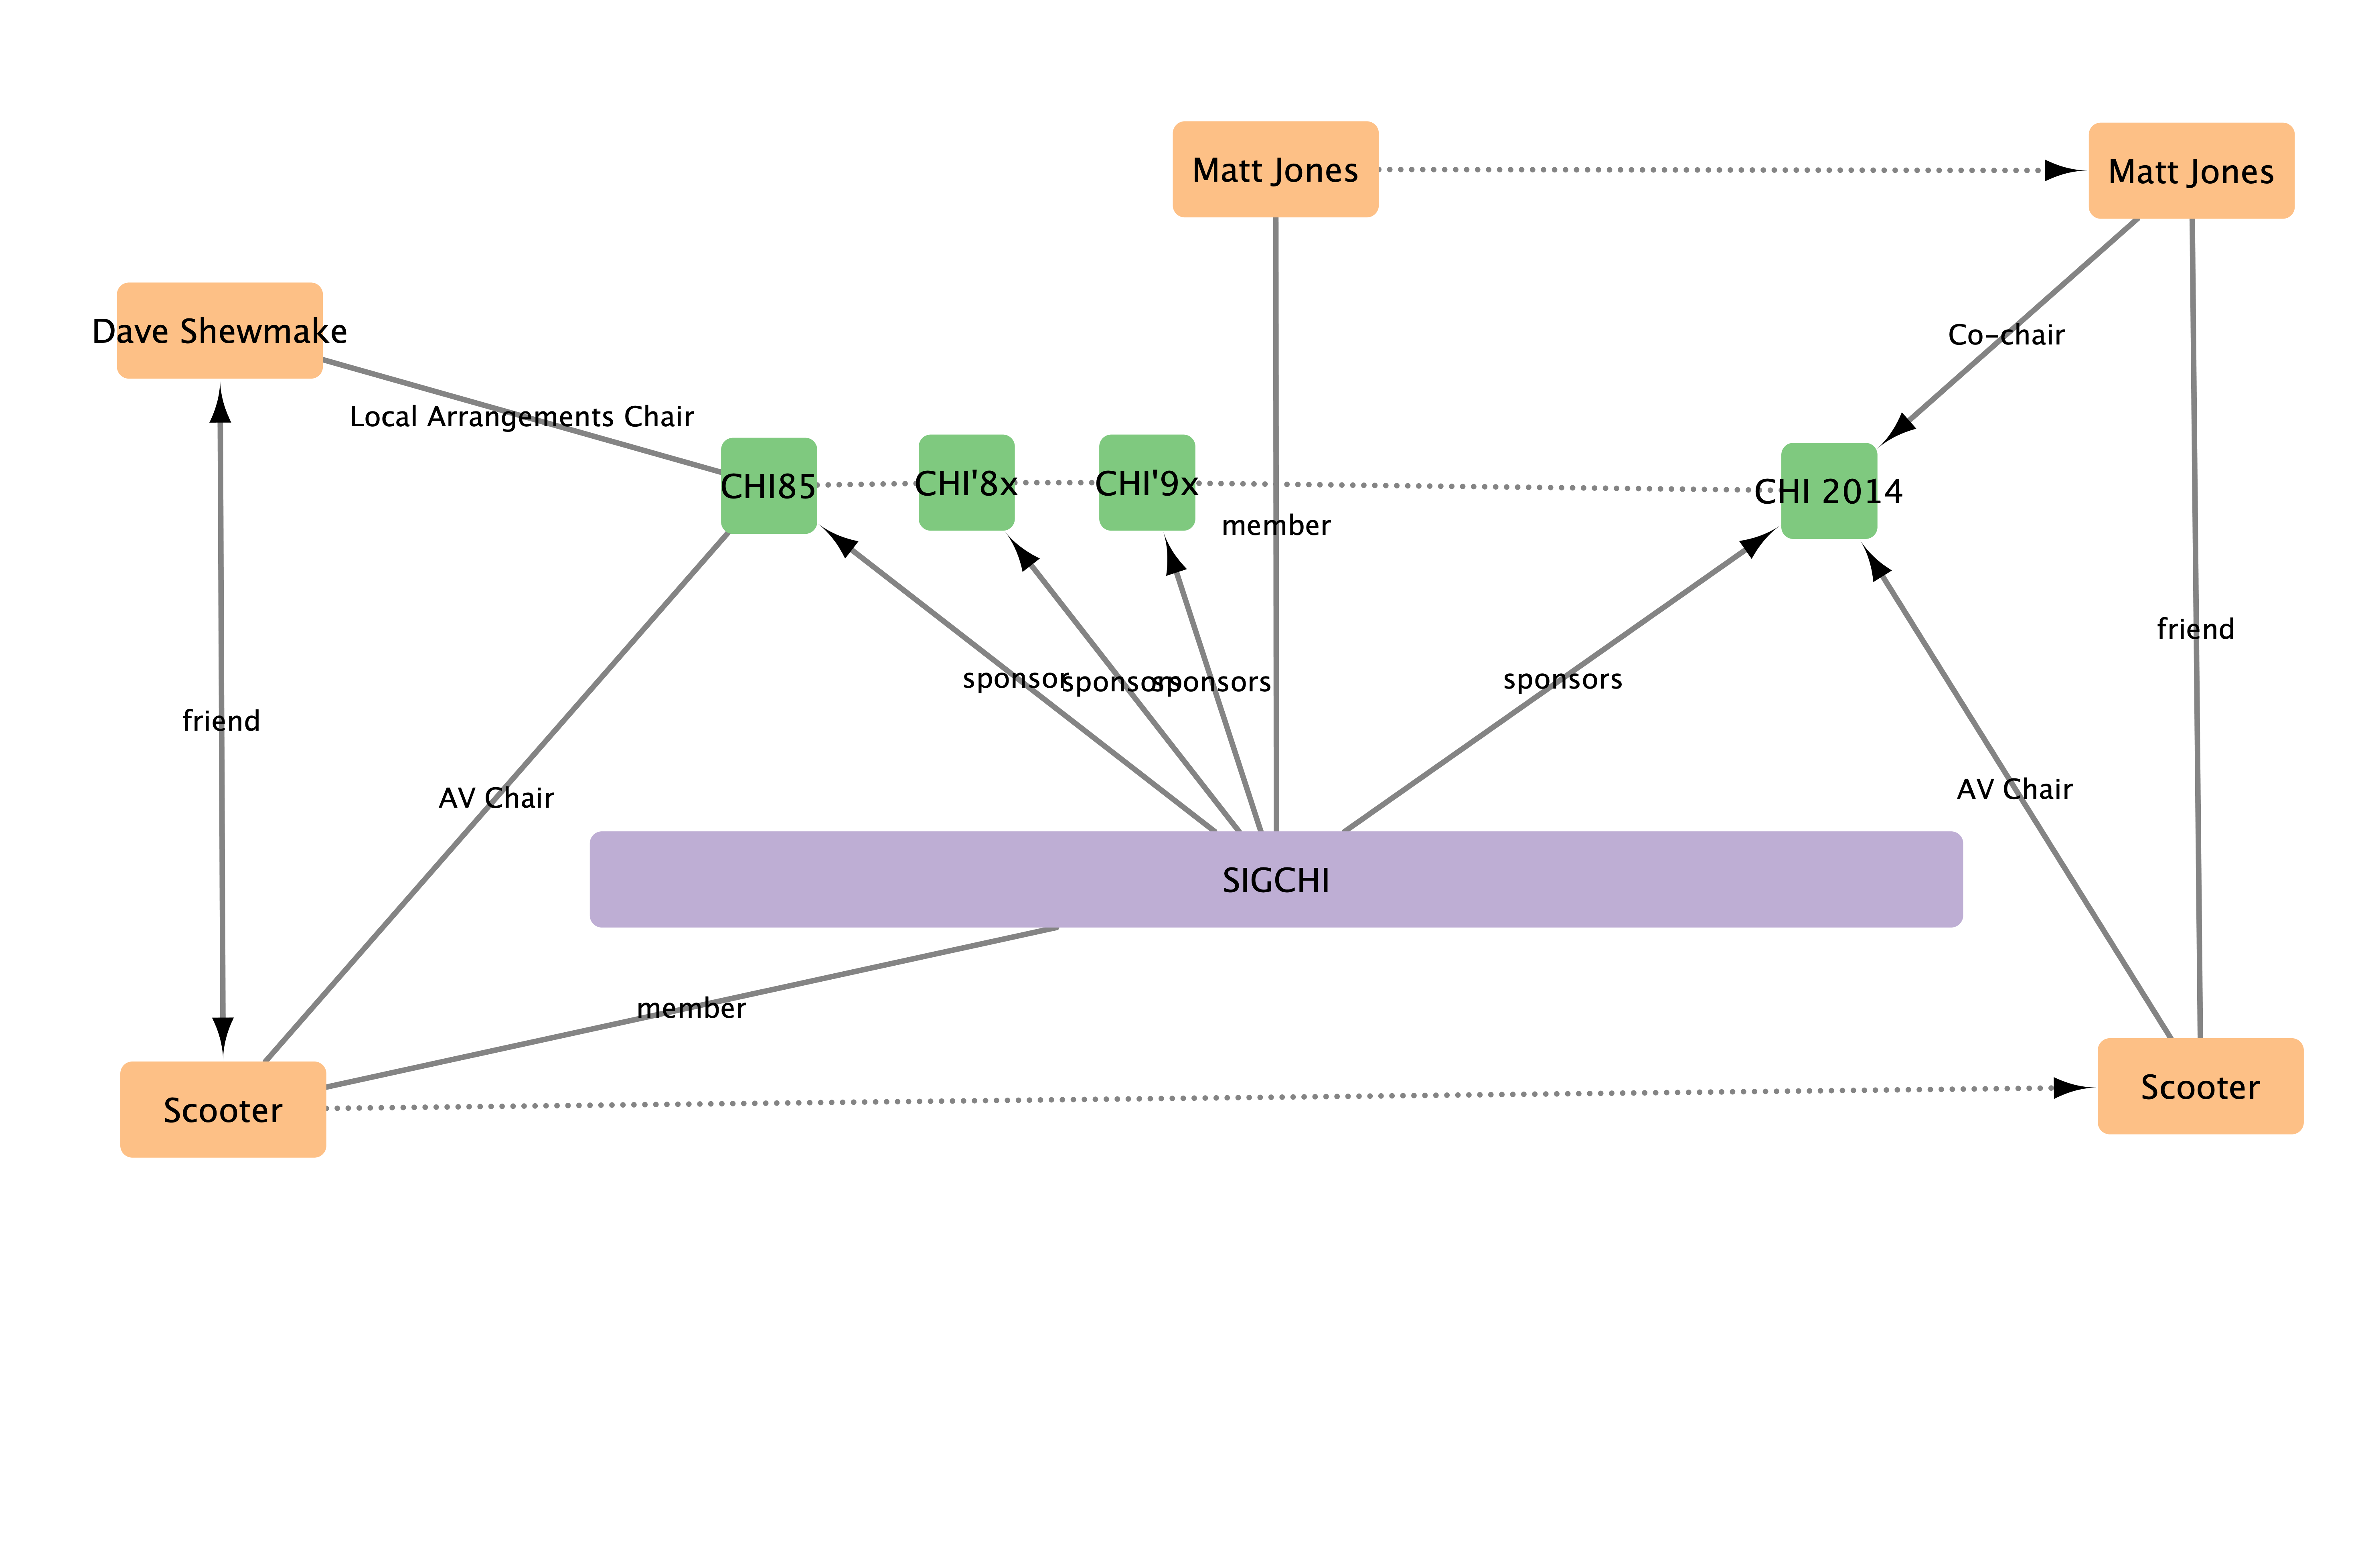 Matt Jones
Matt Jones
Dave Shewmake
Co-chair
Local Arrangements Chair
CHI85
CHI'8x
CHI'9x
CHI 2014
member
friend
sponsor
sponsors
sponsors
sponsors
friend
AV Chair
AV Chair
SIGCHI
member
Scooter
Scooter